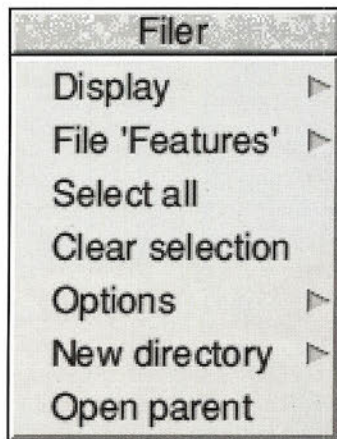 Filer
Display
File 'Features'
Select all
Clear selection
Options
New directory
Open parent